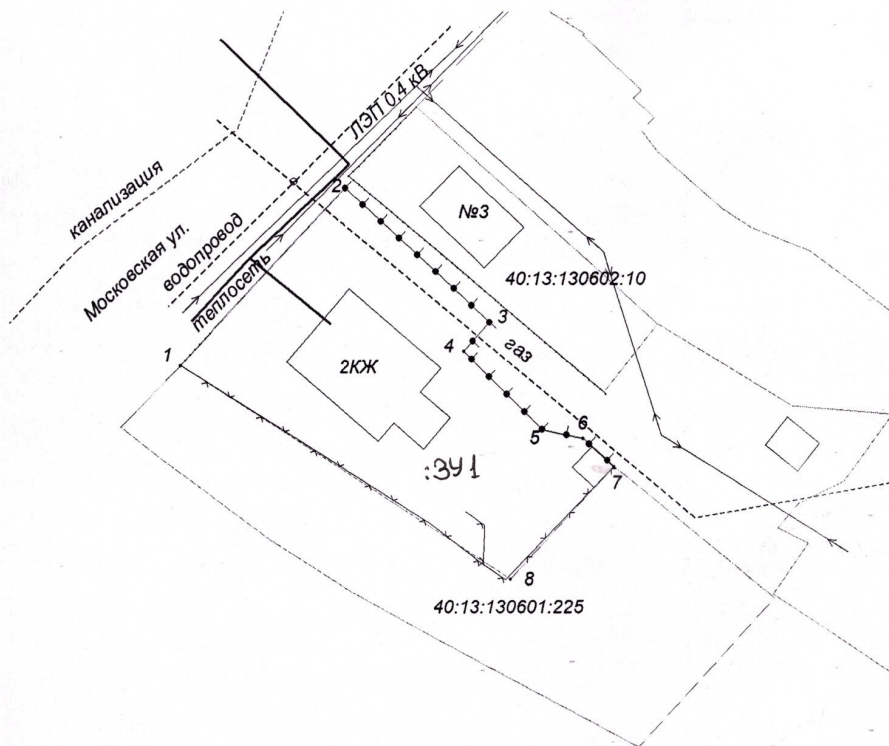 ЛЭП 0,4 кВ
канализация
Московская ул.
водопровод
теплосеть
2
№3
40:13:130602:10
3
газ
4
1
2КЖ
5
6
7
:ЗУ1
8
40:13:130601:225